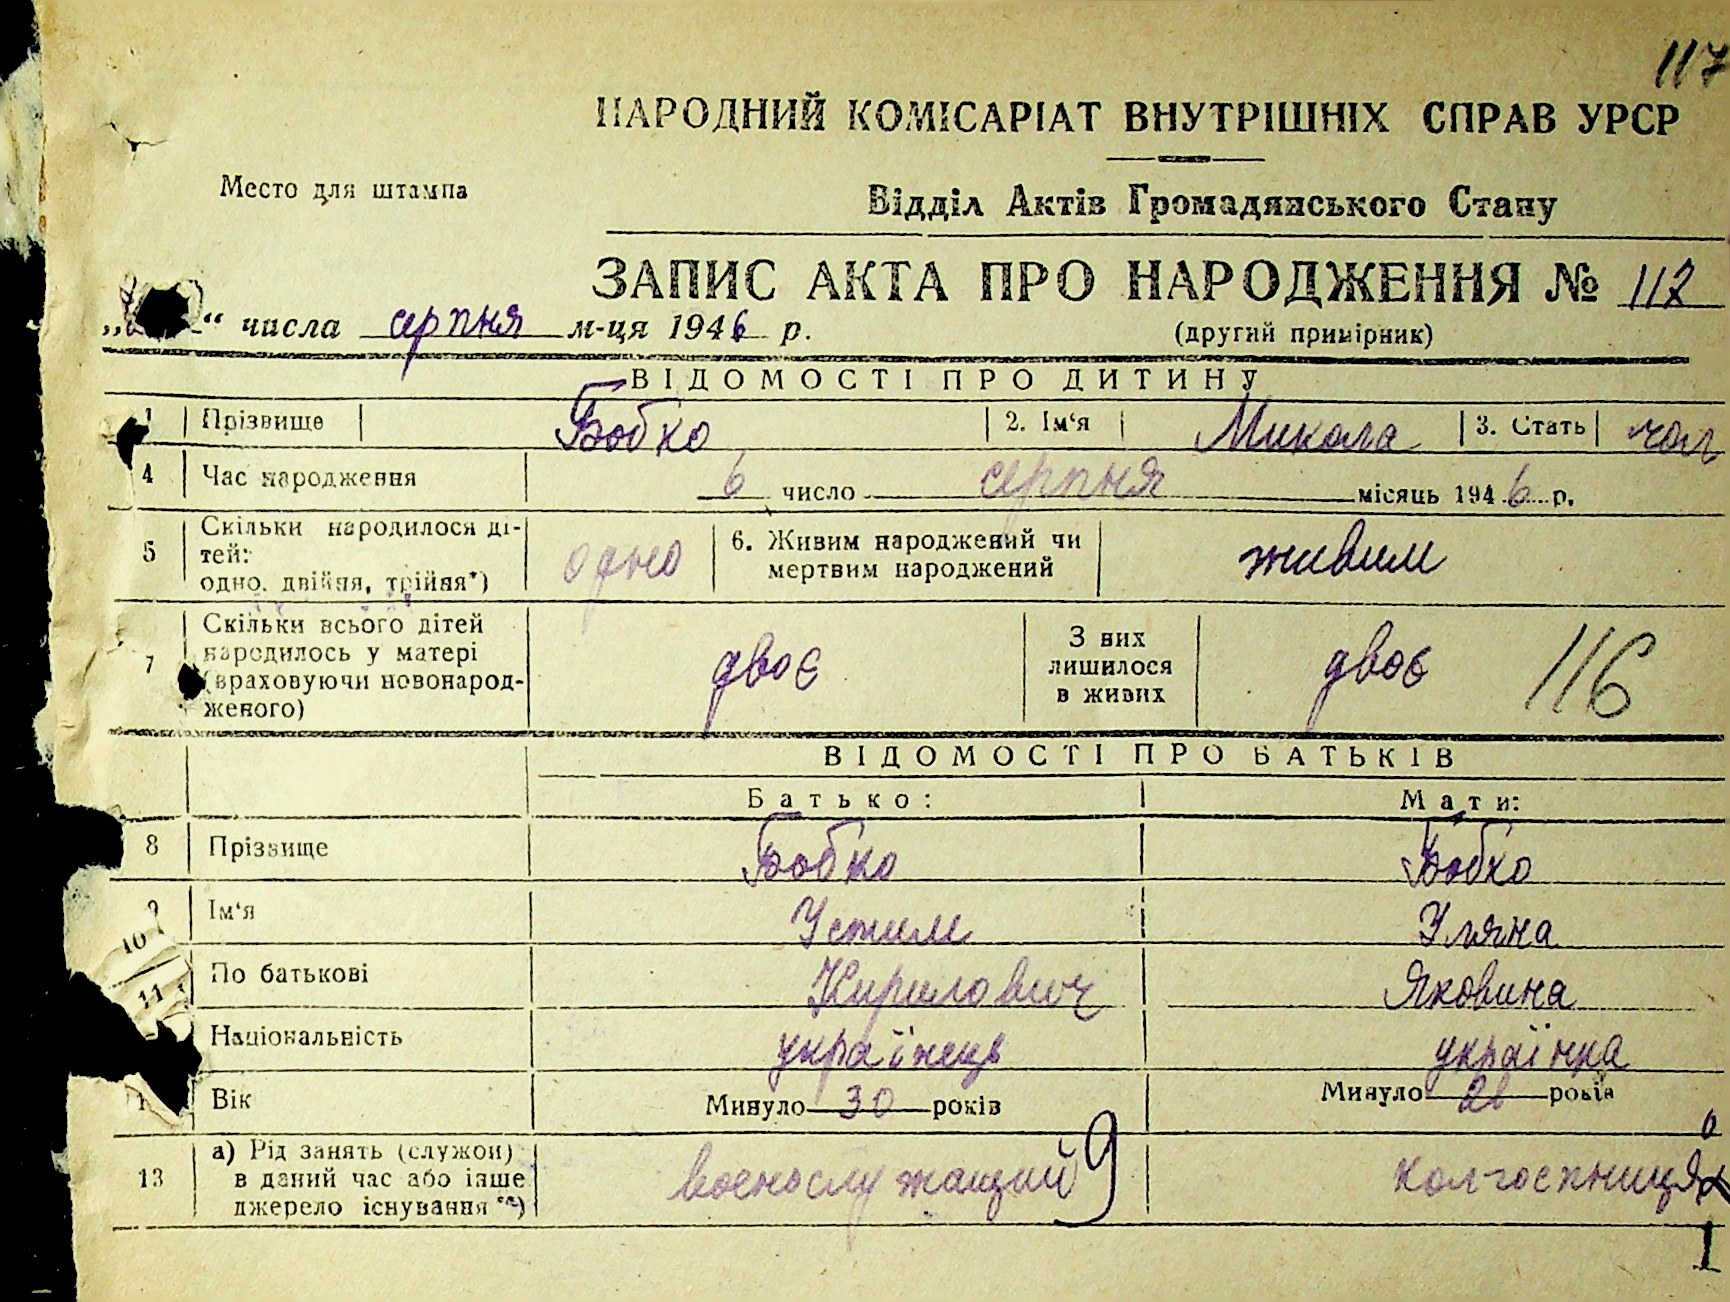 117
НАРОДНИЙ КОМІСАРІАТ ВНУТРІШНІХ СПРАВ УРСР
Место для штампа
Відділ Актів Громадянського Стану
ЗАПИС АКТА ПРО НАРОДЖЕННЯ № 112
„ “ числа серпня м-ця 1946 р.
(другий примірник)
ВІДОМОСТІ ПРО ДИТИНУ
1 Прізвище Бобко 2. Ім‘я Микола 3. Стать чол
4 Час народження 6 число серпня місяць 1946 р.
5 Скільки народилося ді-
тей:
одно, двійня, трійня*) одно 6. Живим народжений чи
мертвим народжений живим
7 Скільки всього дітей
народилось у матері
(враховуючи новонарод-
женого) двоє З них
лишилося
в живих двоє 116
ВІДОМОСТІ ПРО БАТЬКІВ
Батько: Мати:
8 Прізвище Бобко Бобко
9 Ім‘я Устим Уляна
10 По батькові Кирилович Яковина
11 Національність українець українка
Вік Минуло 30 років Минуло років
13 а) Рід занять (служби)
в даний час або інше
джерело існування **) военослужащий 9 колгоспниця
1